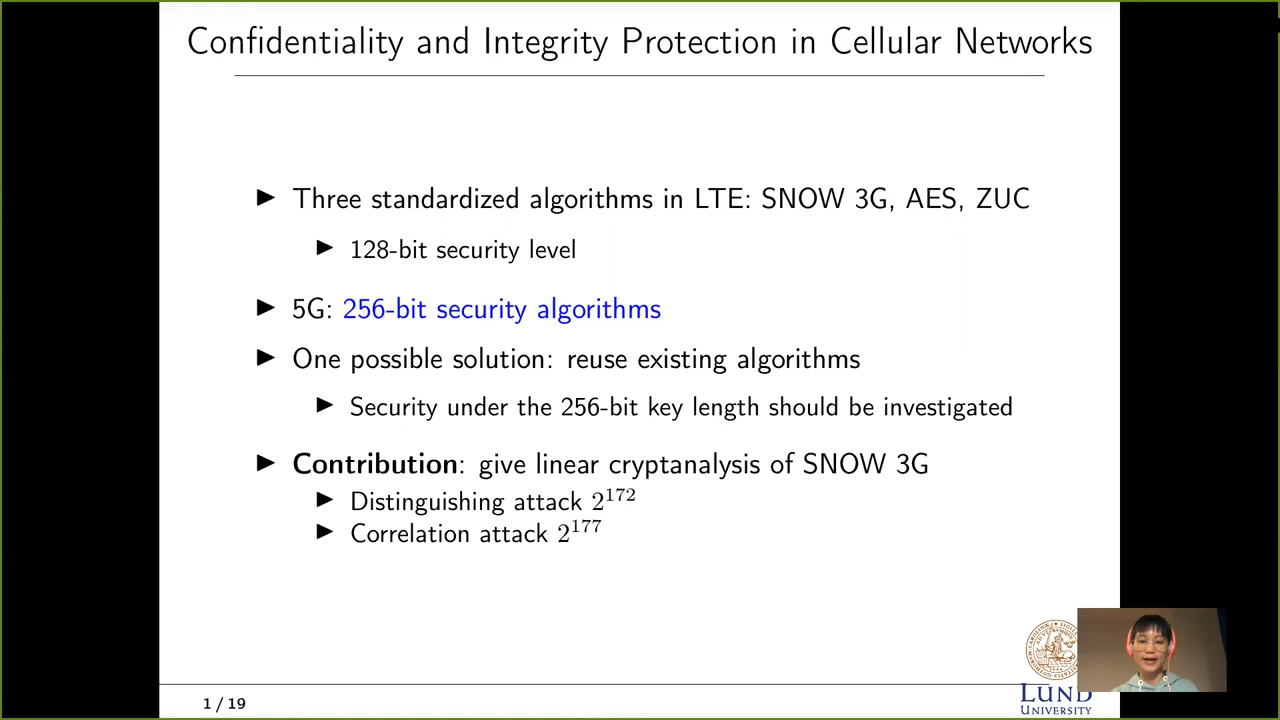 Confidentiality and Integrity Protection in Cellular Networks
▶ Three standardized algorithms in LTE: SNOW 3G, AES, ZUC
▶ 128-bit security level
▶ 5G: 256-bit security algorithms
▶ One possible solution: reuse existing algorithms
▶ Security under the 256-bit key length should be investigated
▶ Contribution: give linear cryptanalysis of SNOW 3G
▶ Distinguishing attack 2^172
▶ Correlation attack 2^177
LUND
UNIVERSITY
1 / 19